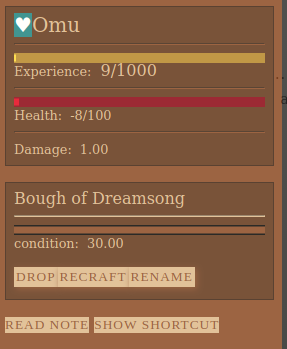 ♥Omu
Experience: 9/1000
Health: -8/100
Damage: 1.00
Bough of Dreamsong
condition: 30.00
DROP RECRAFT RENAME
READ NOTE SHOW SHORTCUT